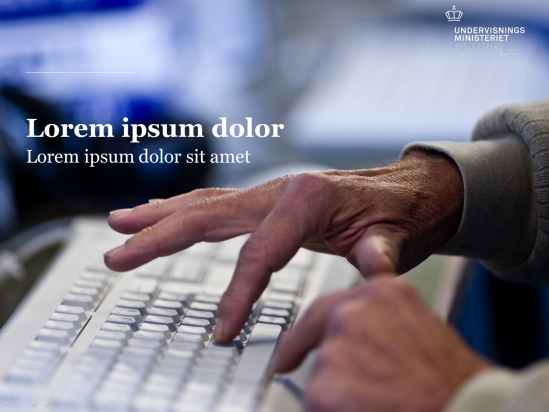 UNDERVISNINGS
MINISTERIET
Lorem ipsum dolor
Lorem ipsum dolor sit amet